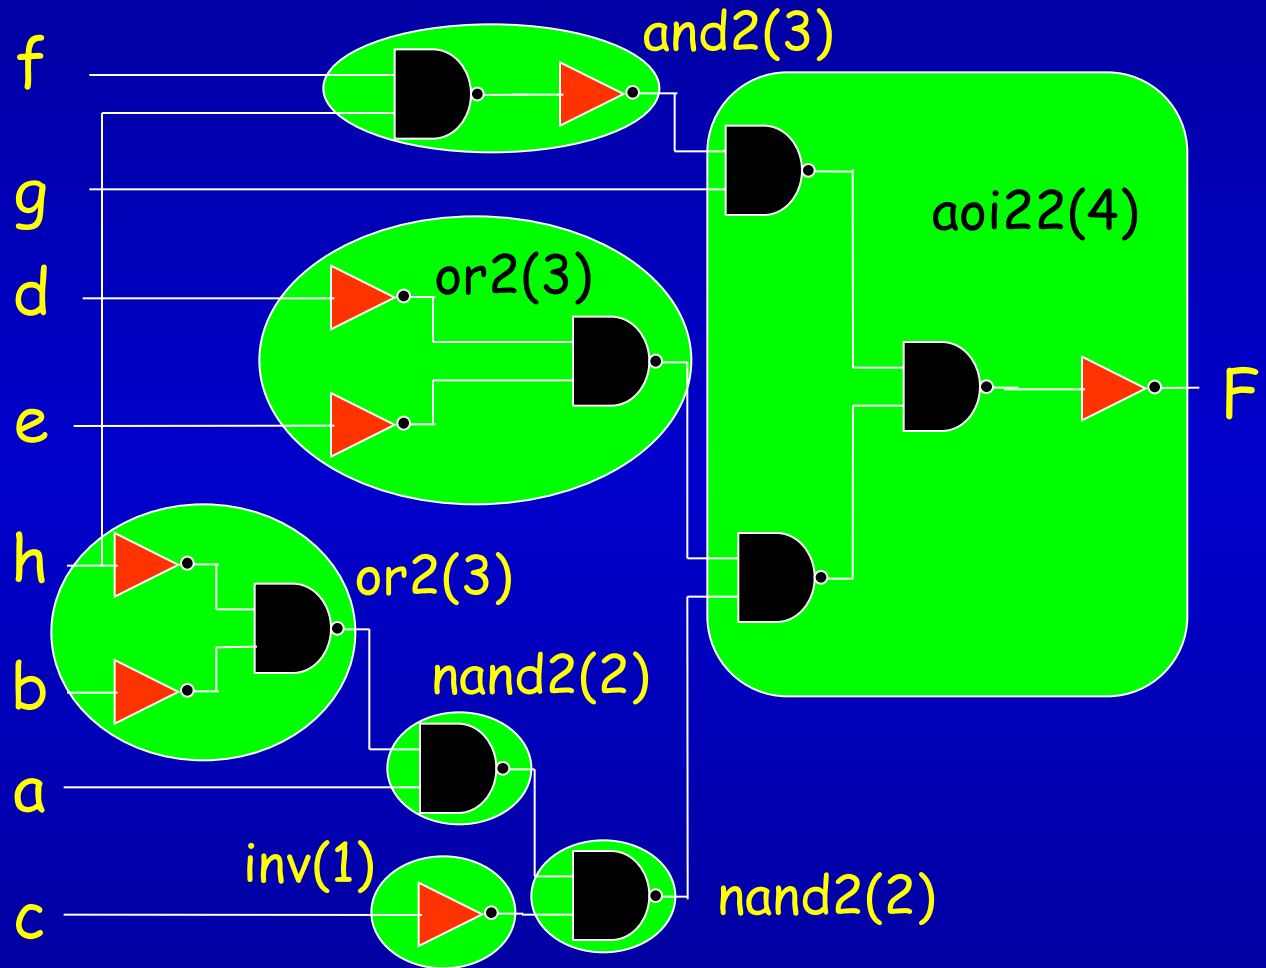 f
and2(3)
g
aoi22(4)
d
or2(3)
F
e
h
or2(3)
b
nand2(2)
a
inv(1)
c
nand2(2)